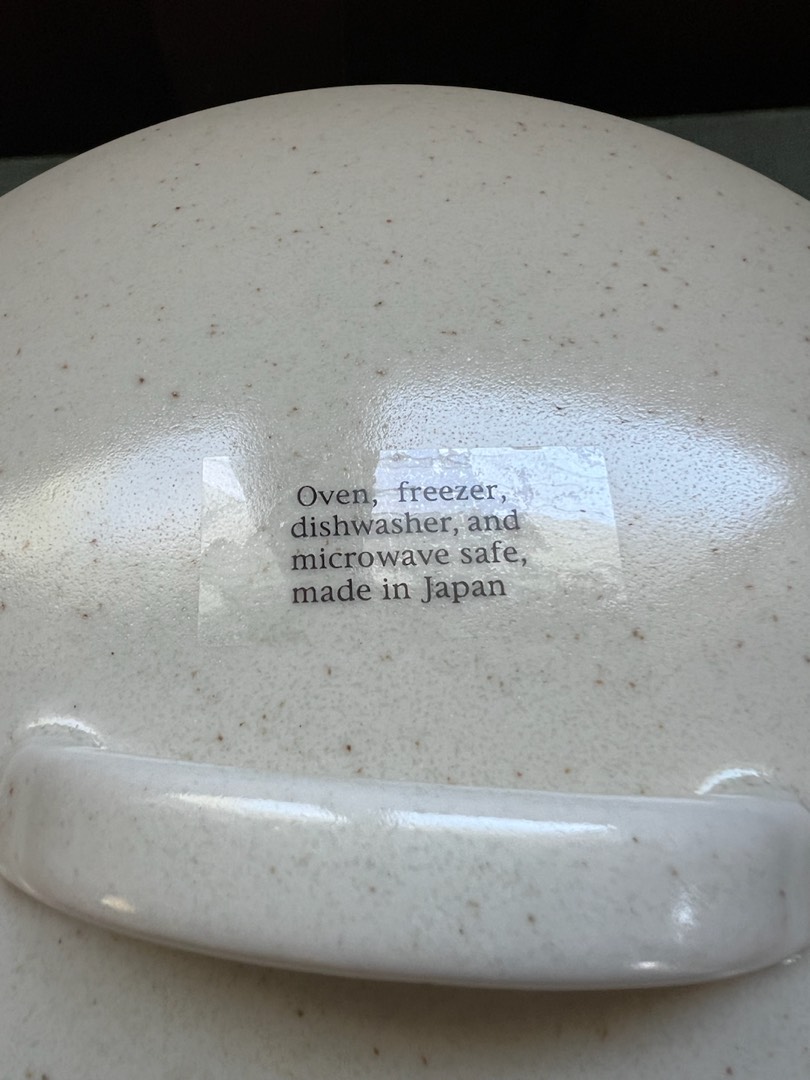 Oven, freezer,
dishwasher, and
microwave safe,
made in Japan